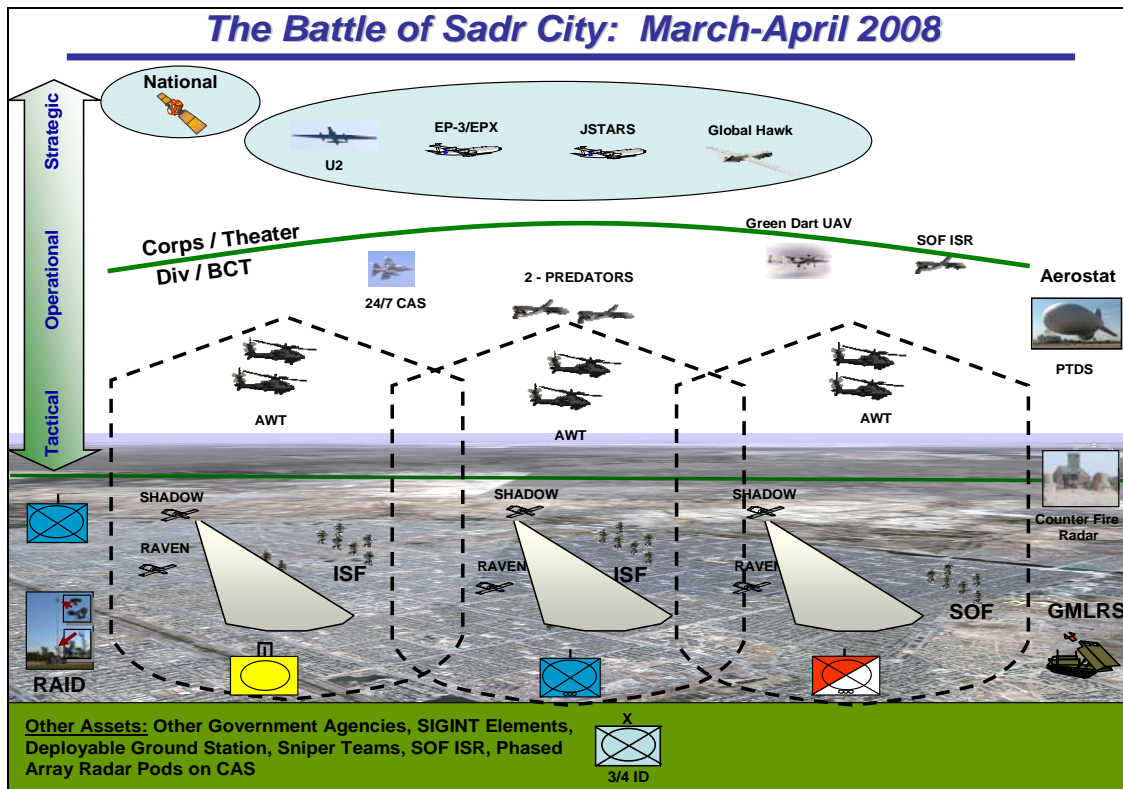 The Battle of Sadr City: March-April 2008
National
Strategic
Operational
Tactical
U2
EP-3/EPX
JSTARS
Global Hawk
Corps / Theater
Div / BCT
24/7 CAS
2 - PREDATORS
Green Dart UAV
SOF ISR
Aerostat
PTDS
AWT
AWT
AWT
SHADOW
SHADOW
SHADOW
RAVEN
RAVEN
RAVEN
ISF
ISF
SOF
Counter Fire
Radar
RAID
GMLRS
Other Assets: Other Government Agencies, SIGINT Elements,
Deployable Ground Station, Sniper Teams, SOF ISR, Phased
Array Radar Pods on CAS
X
3/4 ID